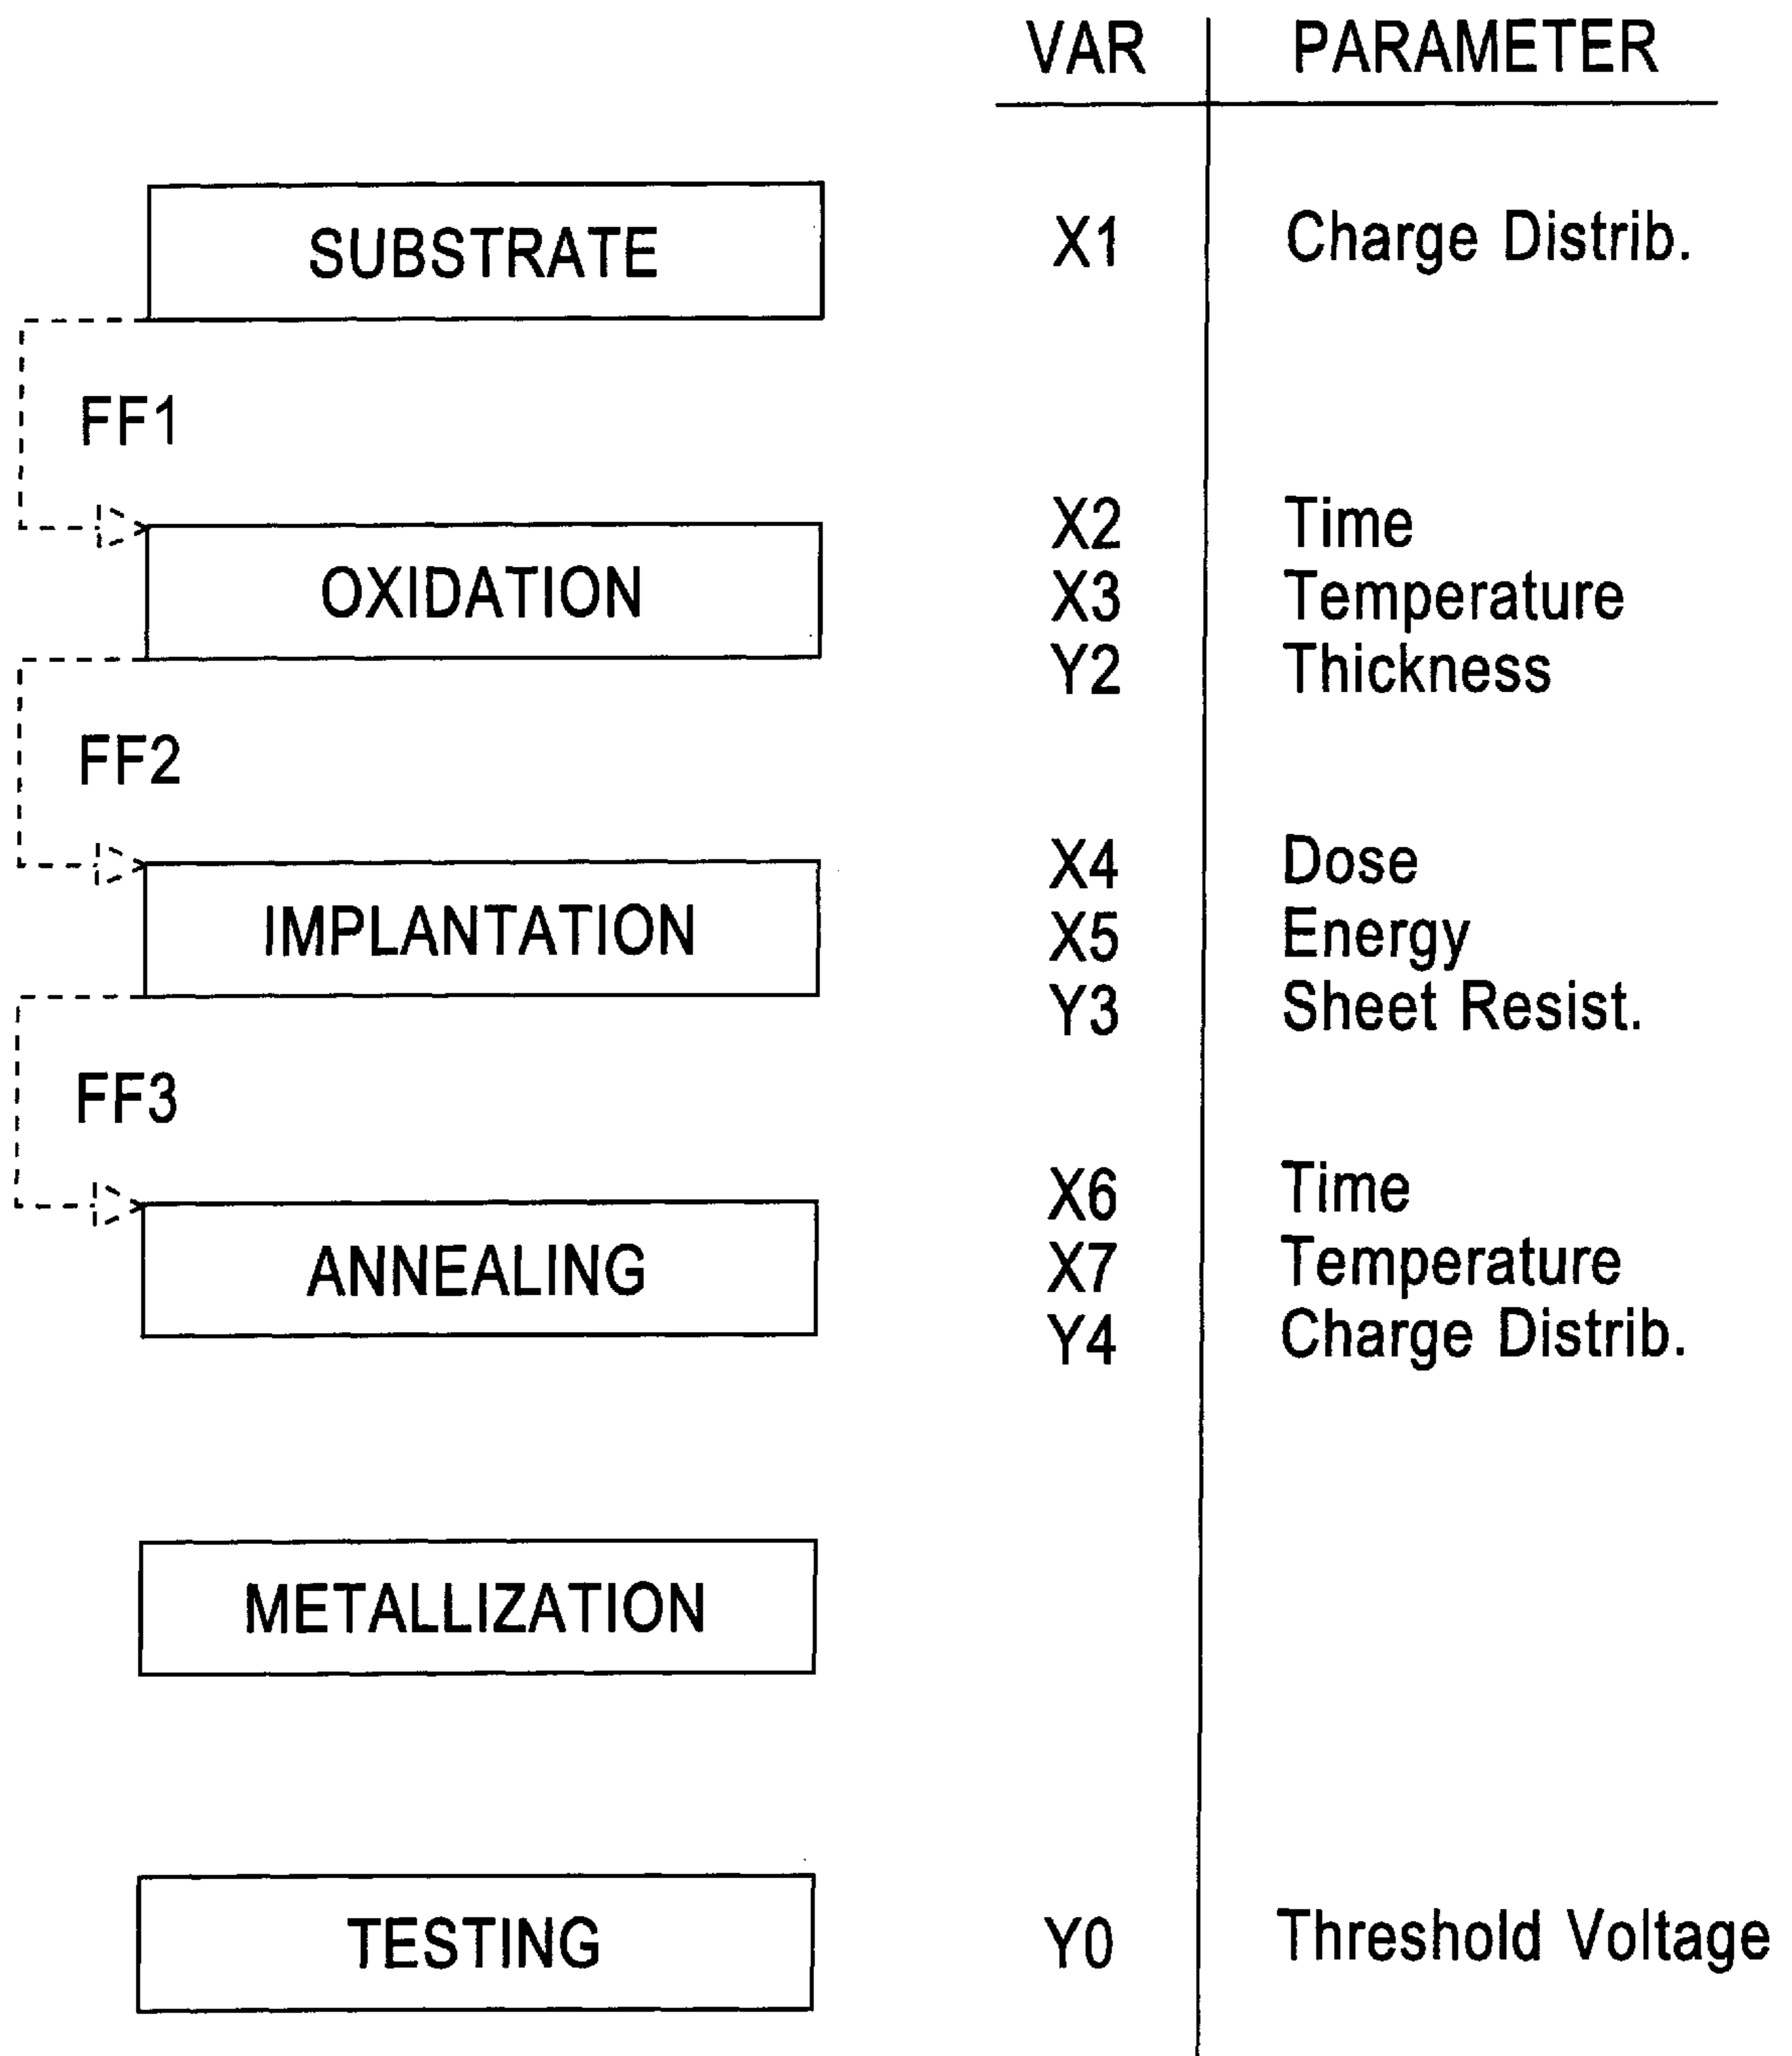 VAR PARAMETER
SUBSTRATE X1 Charge Distrib.
FF1
X2 Time
OXIDATION X3 Temperature
Y2 Thickness
FF2
X4 Dose
IMPLANTATION X5 Energy
Y3 Sheet Resist.
FF3
X6 Time
ANNEALING X7 Temperature
Y4 Charge Distrib.
METALLIZATION
TESTING Y0 Threshold Voltage